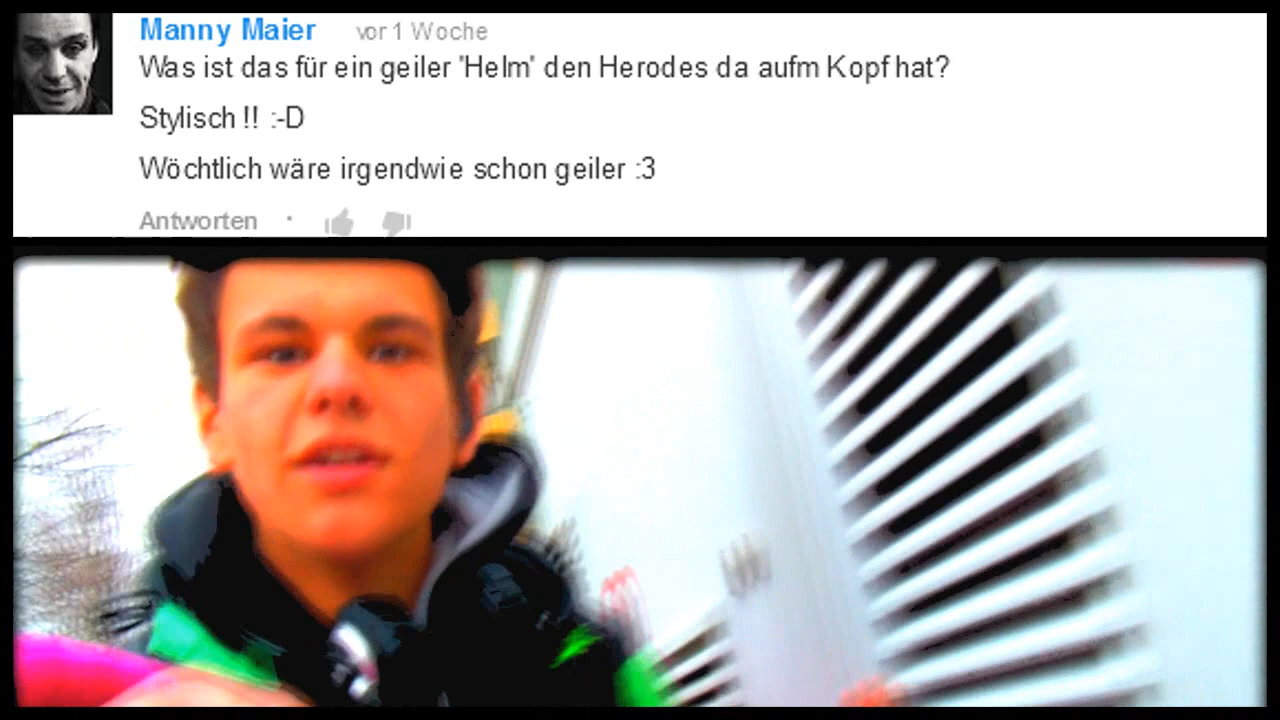 Manny Maier vor 1 Woche
Was ist das für ein geiler 'Helm' den Herodes da aufm Kopf hat?
Stylisch !! :-D
Wöchtlich wäre irgendwie schon geiler :3
Antworten ·